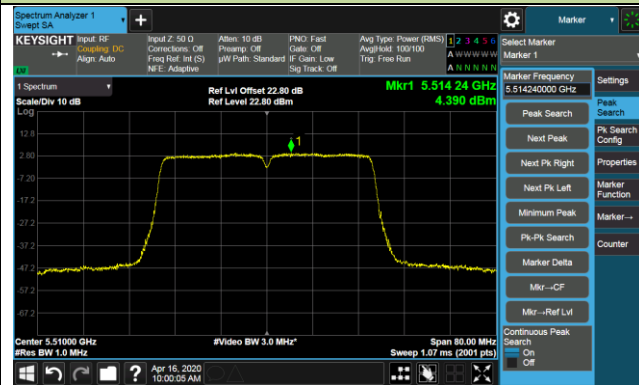 Spectrum Analyzer 1
Swept SA
Marker
KEYSIGHT
Input: RF
Coupling: DC
Align: Auto
Input Z: 50 Ω
Corrections: Off
Freq Ref: Int (S)
NFE: Adaptive
Atten: 10 dB
Preamp: Off
µW Path: Standard
PNO: Fast
Gate: Off
IF Gain: Low
Sig Track: Off
Avg Type: Power (RMS)
Avg|Hold: 100/100
Trig: Free Run
1 2 3 4 5 6
A W W W W W
A N N N N N
Select Marker
Marker 1
1 Spectrum
Scale/Div 10 dB
Log
Ref Lvl Offset 22.80 dB
Ref Level 22.80 dBm
Mkr1 5.514 24 GHz
4.390 dBm
1
12.8
2.80
-7.20
-17.2
-27.2
-37.2
-47.2
-57.2
-67.2
Center 5.51000 GHz
#Res BW 1.0 MHz
#Video BW 3.0 MHz*
Span 80.00 MHz
Sweep 1.07 ms (2001 pts)
Marker Frequency
5.514240000 GHz
Peak Search
Next Peak
Next Pk Right
Next Pk Left
Minimum Peak
Pk-Pk Search
Marker Delta
Mkr→CF
Mkr→Ref Lvl
Continuous Peak
Search
On
Off
Settings
Peak
Search
Pk Search
Config
Properties
Marker
Function
Marker→
Counter
Apr 16, 2020
10:00:05 AM